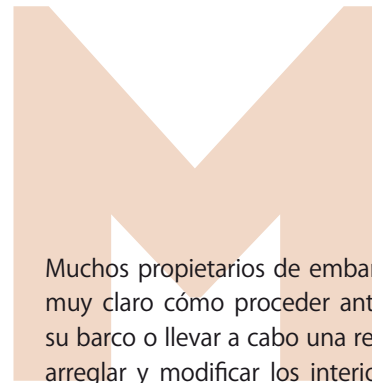 M
Muchos propietarios de
muy claro cómo proceder
su barco o llevar a cabo una
arreglar y modificar los